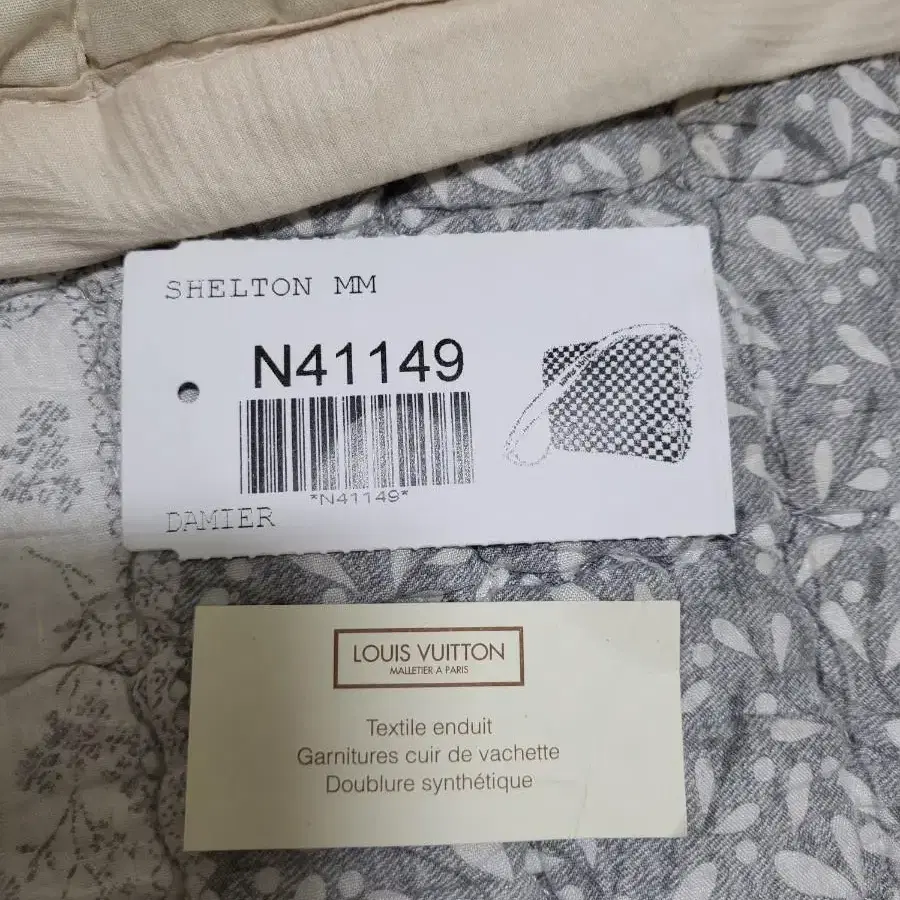 SHELTON MM
N41149
*N41149*
DAMIER
LOUIS VUITTON
MALLETIER A PARIS
Textile enduit
Garnitures cuir de vachette
Doublure synthétique